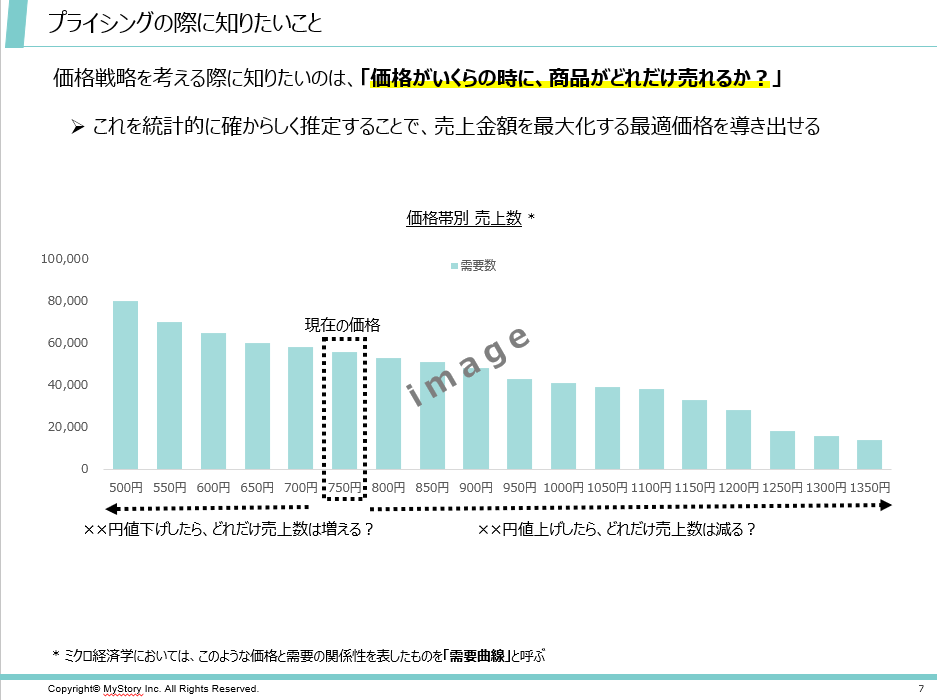 プライシングの際に知りたいこと
価格戦略を考える際に知りたいのは、「価格がいくらの時に、商品がどれだけ売れるか？」
➢ これを統計的に確からしく推定することで、売上金額を最大化する最適価格を導き出せる
価格帯別 売上数 *
100,000
需要数
80,000
現在の価格
60,000
image
40,000
20,000
0
500円 550円 600円 650円 700円 750円 800円 850円 900円 950円 1000円 1050円 1100円 1150円 1200円 1250円 1300円 1350円
××円値下げしたら、どれだけ売上数は増える？
××円値上げしたら、どれだけ売上数は減る？
* ミクロ経済学においては、このような価格と需要の関係性を表したものを「需要曲線」と呼ぶ
Copyright© MyStory Inc. All Rights Reserved.
7